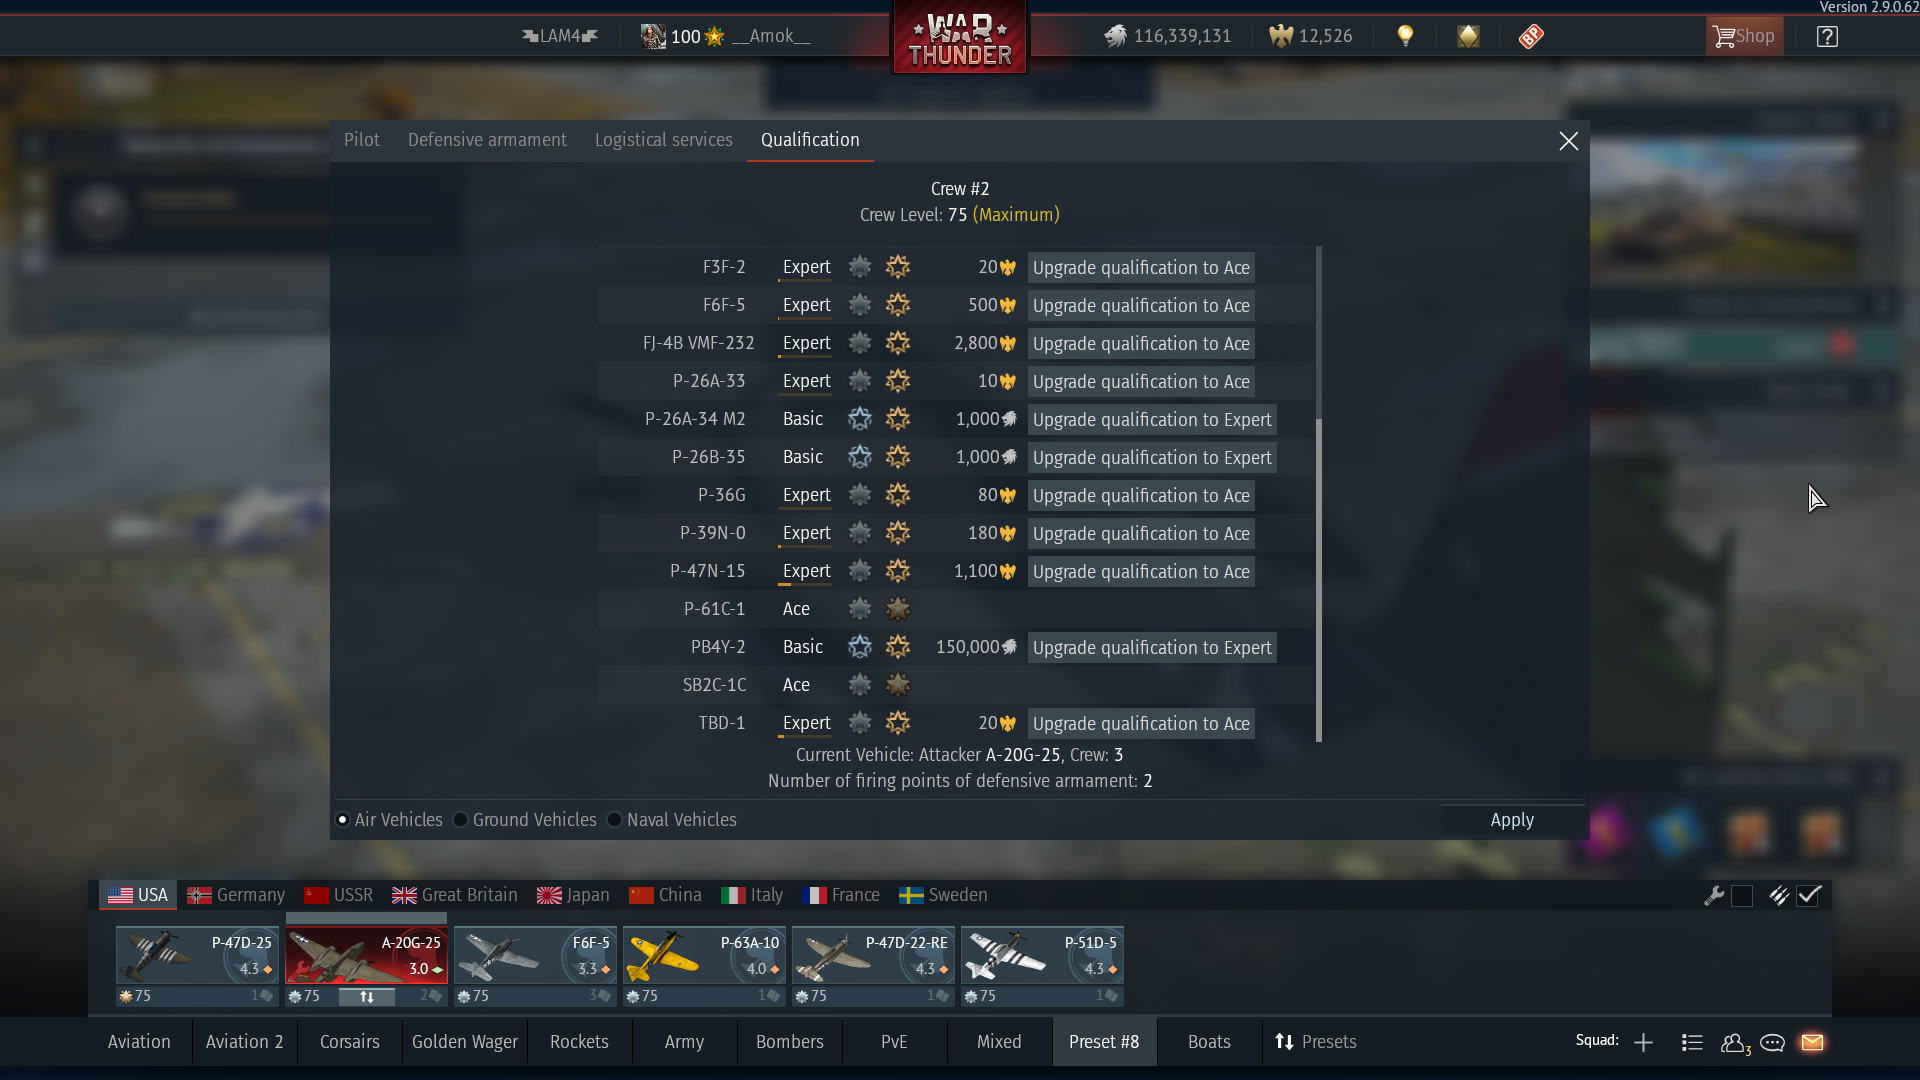 Version 2.9.0.62
LAM4
100 __Amok__
WAR THUNDER
116,339,131
12,526
BP
Shop
?
Pilot Defensive armament Logistical services Qualification
Crew #2
Crew Level: 75 (Maximum)
F3F-2 Expert 20 Upgrade qualification to Ace
F6F-5 Expert 500 Upgrade qualification to Ace
FJ-4B VMF-232 Expert 2,800 Upgrade qualification to Ace
P-26A-33 Expert 10 Upgrade qualification to Ace
P-26A-34 M2 Basic 1,000 Upgrade qualification to Expert
P-26B-35 Basic 1,000 Upgrade qualification to Expert
P-36G Expert 80 Upgrade qualification to Ace
P-39N-0 Expert 180 Upgrade qualification to Ace
P-47N-15 Expert 1,100 Upgrade qualification to Ace
P-61C-1 Ace
PB4Y-2 Basic 150,000 Upgrade qualification to Expert
SB2C-1C Ace
TBD-1 Expert 20 Upgrade qualification to Ace
Current Vehicle: Attacker A-20G-25, Crew: 3
Number of firing points of defensive armament: 2
Air Vehicles Ground Vehicles Naval Vehicles Apply
USA Germany USSR Great Britain Japan China Italy France Sweden
P-47D-25 A-20G-25 F6F-5 P-63A-10 P-47D-22-RE P-51D-5
4.3 3.0 3.3 4.0 4.3 4.3
75 1 75 2 75 3 75 1 75 1 75 1
Aviation Aviation 2 Corsairs Golden Wager Rockets Army Bombers PvE Mixed Preset #8 Boats Presets Squad: 3